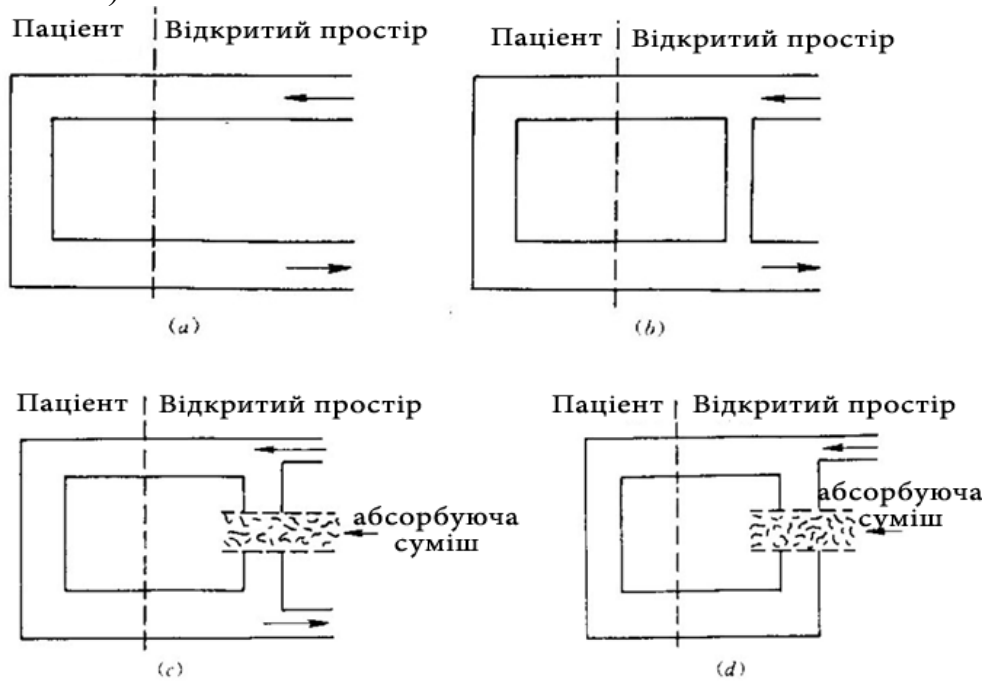 Пацієнт Відкритий простір
Пацієнт Відкритий простір
(a)
(b)
Пацієнт Відкритий простір
Пацієнт Відкритий простір
абсорбуюча
суміш
абсорбуюча
суміш
(c)
(d)